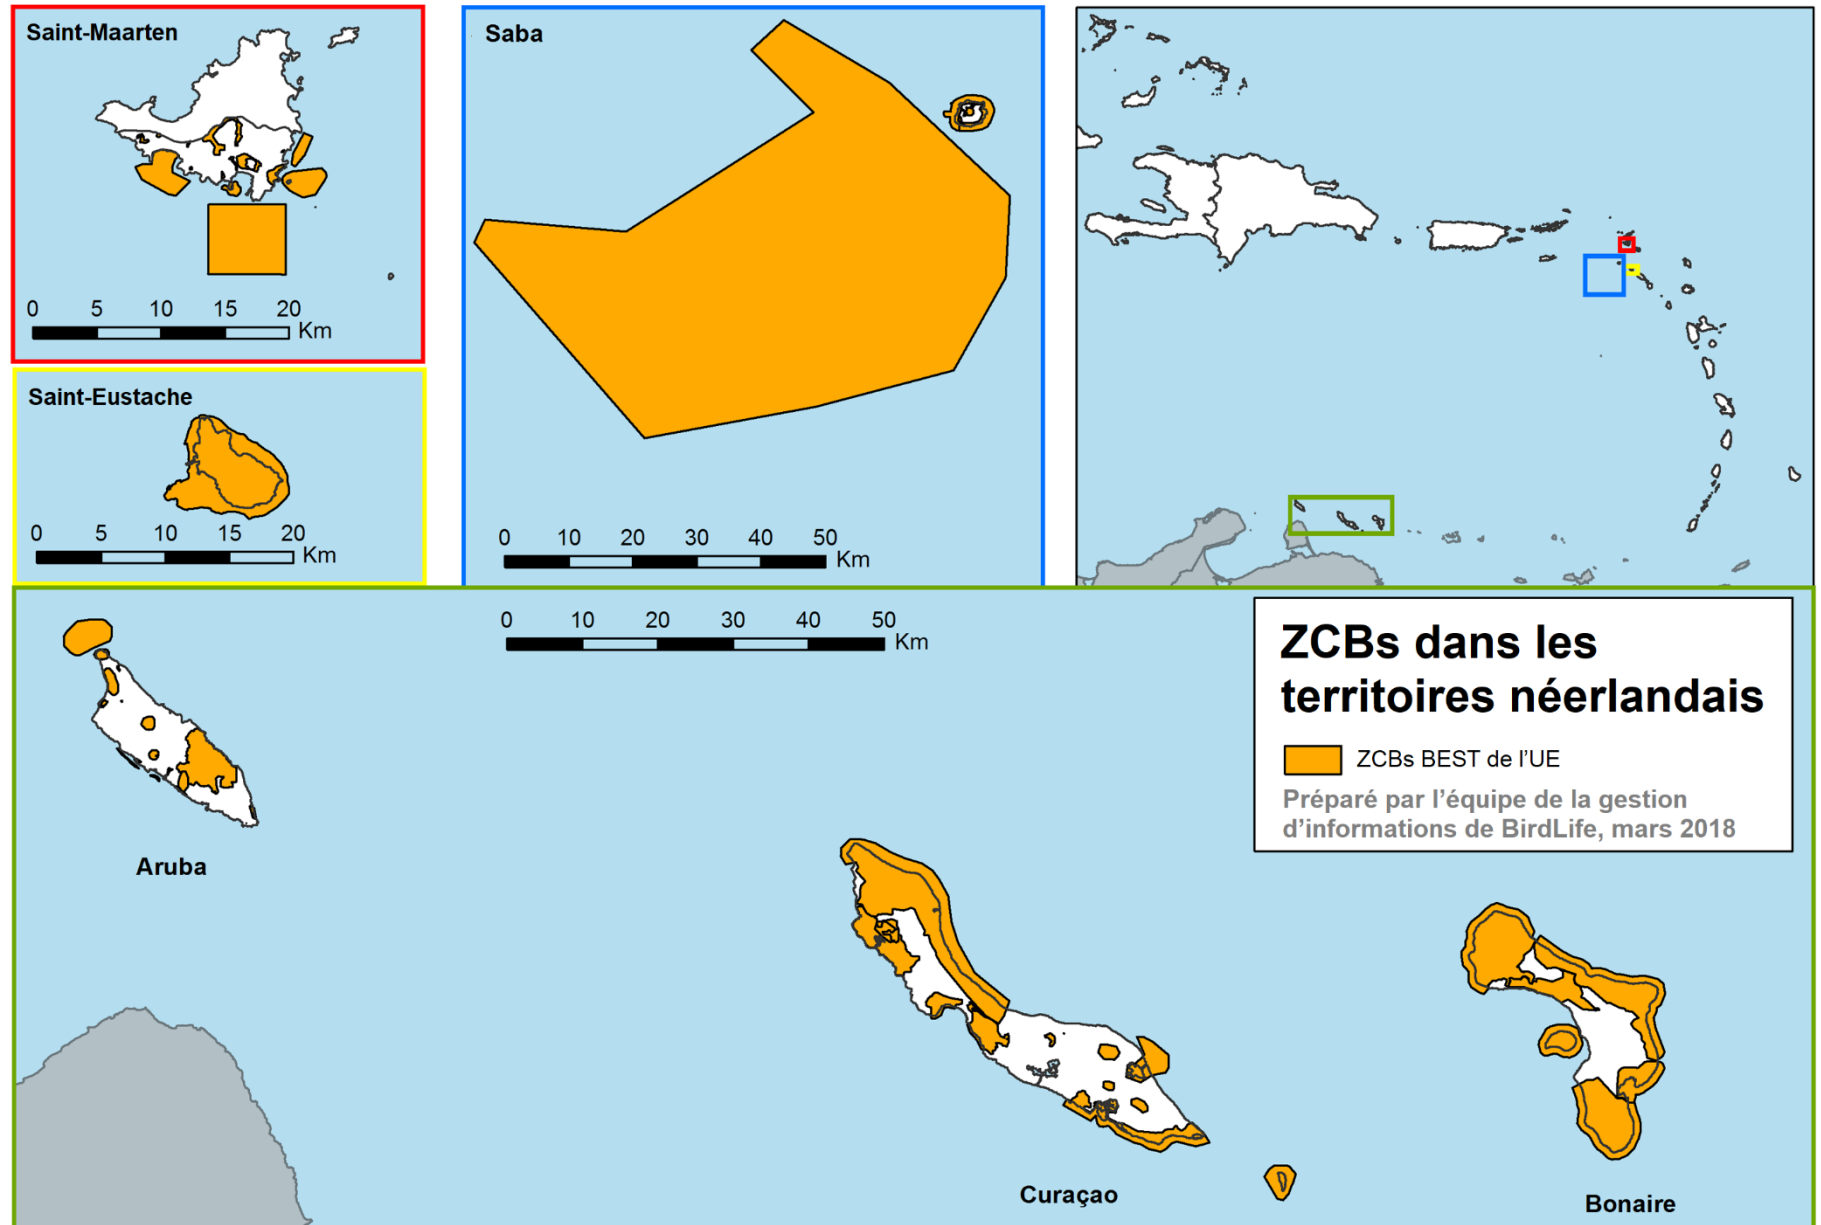 Saint-Maarten
0 5 10 15 20
Km
Saint-Eustache
0 5 10 15 20
Km
Saba
0 10 20 30 40 50
Km
0 10 20 30 40 50
Km
ZCBs dans les
territoires néerlandais
ZCBs BEST de l’UE
Préparé par l’équipe de la gestion
d’informations de BirdLife, mars 2018
Aruba
Curaçao
Bonaire